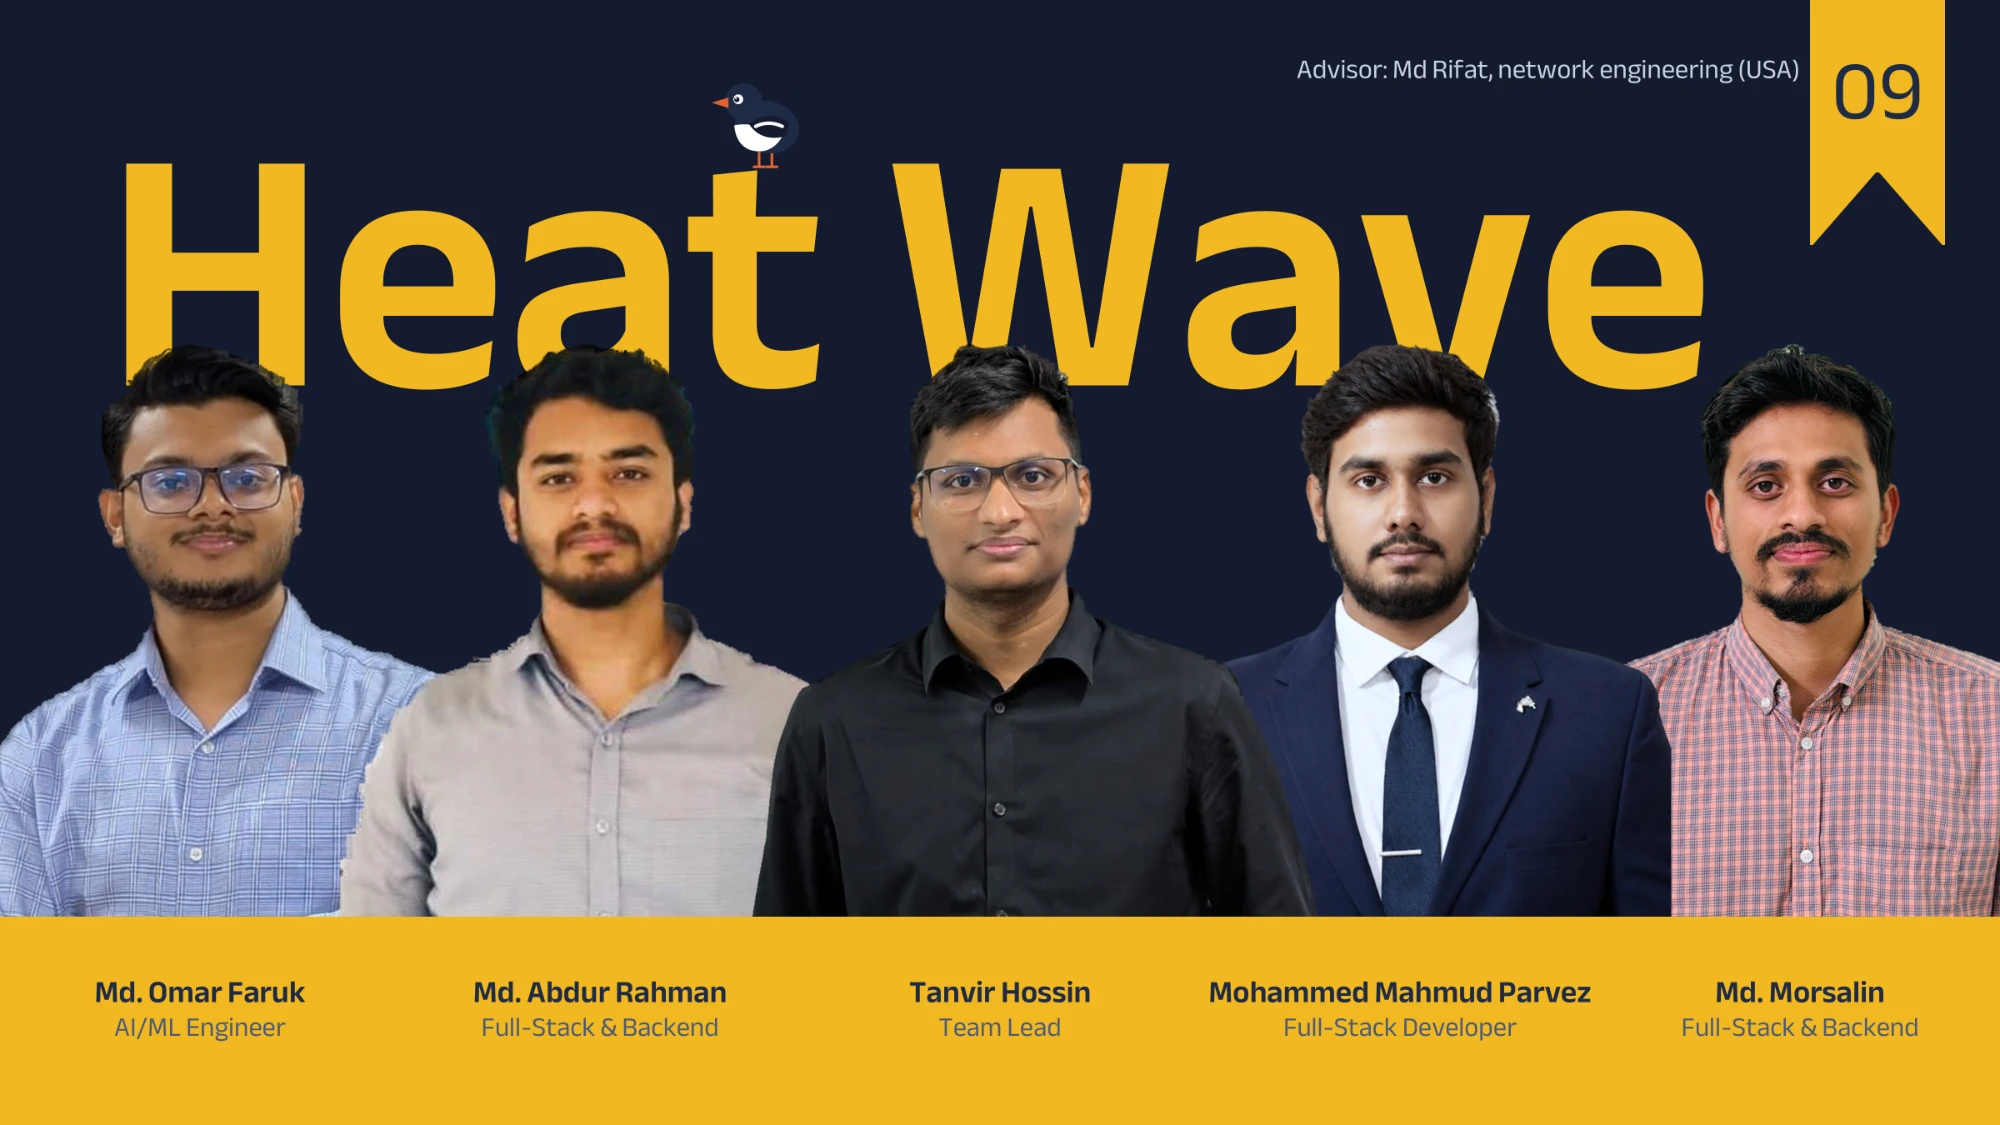 Advisor: Md Rifat, network engineering (USA)
09
Heat Wave
Md. Omar Faruk
AI/ML Engineer
Md. Abdur Rahman
Full-Stack & Backend
Tanvir Hossin
Team Lead
Mohammed Mahmud Parvez
Full-Stack Developer
Md. Morsalin
Full-Stack & Backend